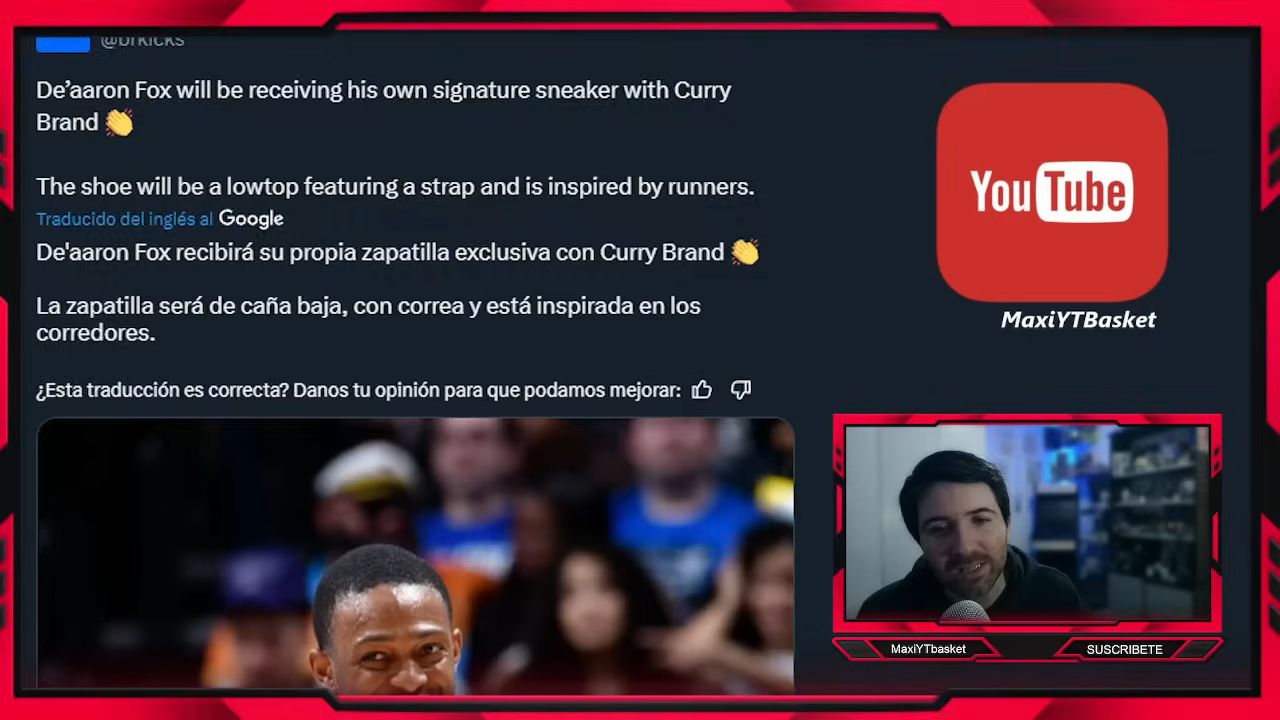 @brkicks
De’aaron Fox will be receiving his own signature sneaker with Curry
Brand 👏
The shoe will be a lowtop featuring a strap and is inspired by runners.
Traducido del inglés al Google
De'aaron Fox recibirá su propia zapatilla exclusiva con Curry Brand 👏
La zapatilla será de caña baja, con correa y está inspirada en los
corredores.
¿Esta traducción es correcta? Danos tu opinión para que podamos mejorar:
YouTube
MaxiYTBasket
MaxiYTbasket
SUSCRIBETE